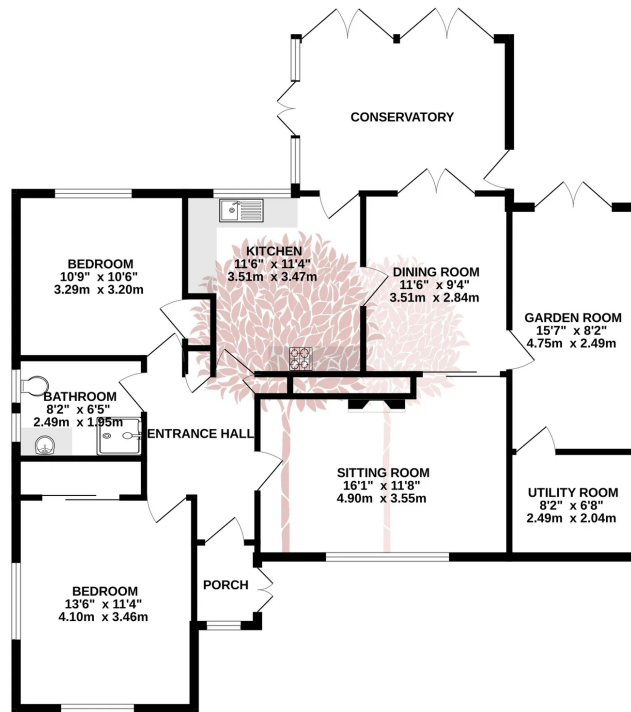 CONSERVATORY
BEDROOM
10'9" x 10'6"
3.29m x 3.20m
KITCHEN
11'6" x 11'4"
3.51m x 3.47m
DINING ROOM
11'6" x 9'4"
3.51m x 2.84m
GARDEN ROOM
15'7" x 8'2"
4.75m x 2.49m
BATHROOM
8'2" x 6'5"
2.49m x 1.95m
ENTRANCE HALL
SITTING ROOM
16'1" x 11'8"
4.90m x 3.55m
UTILITY ROOM
8'2" x 6'8"
2.49m x 2.04m
PORCH
BEDROOM
13'6" x 11'4"
4.10m x 3.46m